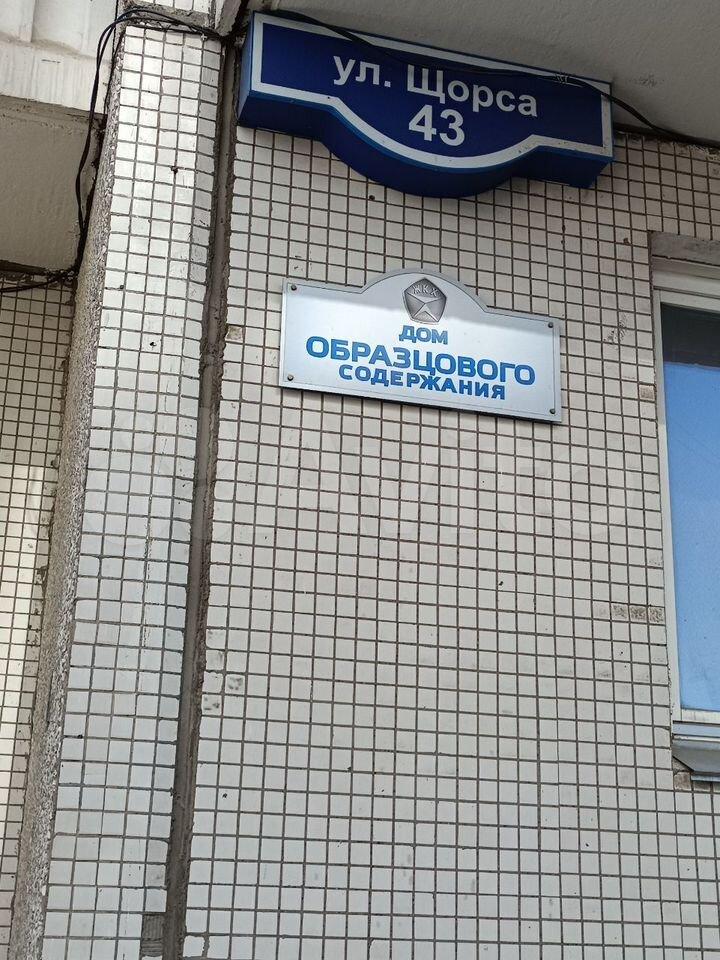 ул. Щорса
43
ЖКХ
ДОМ
ОБРАЗЦОВОГО
СОДЕРЖАНИЯ